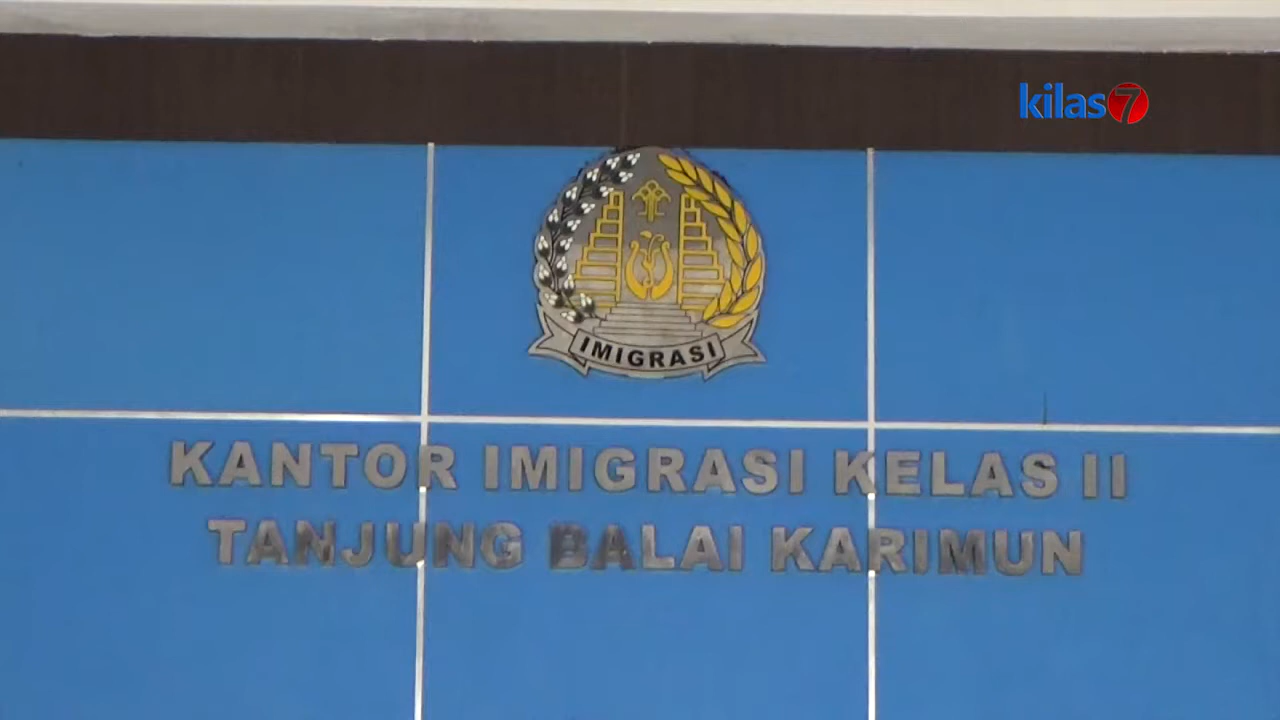 kilas7
IMIGRASI
KANTOR IMIGRASI KELAS II
TANJUNG BALAI KARIMUN